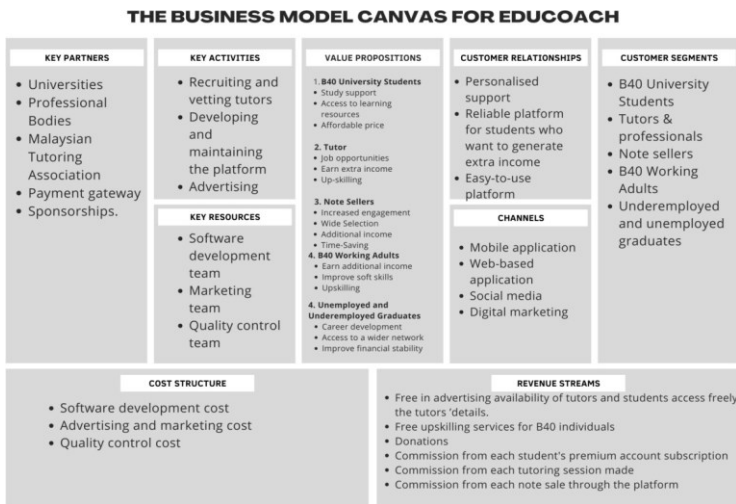 THE BUSINESS MODEL CANVAS FOR EDUCOACH
KEY PARTNERS
• Universities
• Professional
Bodies
• Malaysian
Tutoring
Association
• Payment gateway
• Sponsorships.
KEY ACTIVITIES
• Recruiting and
vetting tutors
• Developing
and
maintaining
the platform
• Advertising
KEY RESOURCES
• Software
development
team
• Marketing
team
• Quality control
team
VALUE PROPOSITIONS
1. B40 University Students
• Study support
• Access to learning
resources
• Affordable price
2. Tutor
• Job opportunities
• Earn extra income
• Up-skilling
3. Note Sellers
• Increased engagement
• Wide Selection
• Additional income
• Time-Saving
4. B40 Working Adults
• Earn additional income
• Improve soft skills
• Upskilling
4. Unemployed and
Underemployed Graduates
• Career development
• Access to a wider network
• Improve financial stability
CUSTOMER RELATIONSHIPS
• Personalised
support
• Reliable platform
for students who
want to generate
extra income
• Easy-to-use
platform
CHANNELS
• Mobile application
• Web-based
application
• Social media
• Digital marketing
CUSTOMER SEGMENTS
• B40 University
Students
• Tutors &
professionals
• Note sellers
• B40 Working
Adults
• Underemployed
and unemployed
graduates
COST STRUCTURE
• Software development cost
• Advertising and marketing cost
• Quality control cost
REVENUE STREAMS
• Free in advertising availability of tutors and students access freely
the tutors 'details.
• Free upskilling services for B40 individuals
• Donations
• Commission from each student's premium account subscription
• Commission from each tutoring session made
• Commission from each note sale through the platform